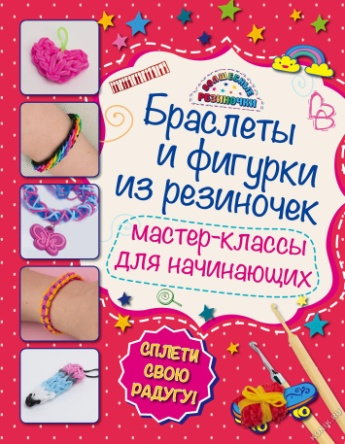 ВОЛШЕБНЫЕ
РЕЗИНОЧКИ
Браслеты
и фигурки
из резиночек
мастер-классы
для начинающих
СПЛЕТИ
СВОЮ
РАДУГУ!